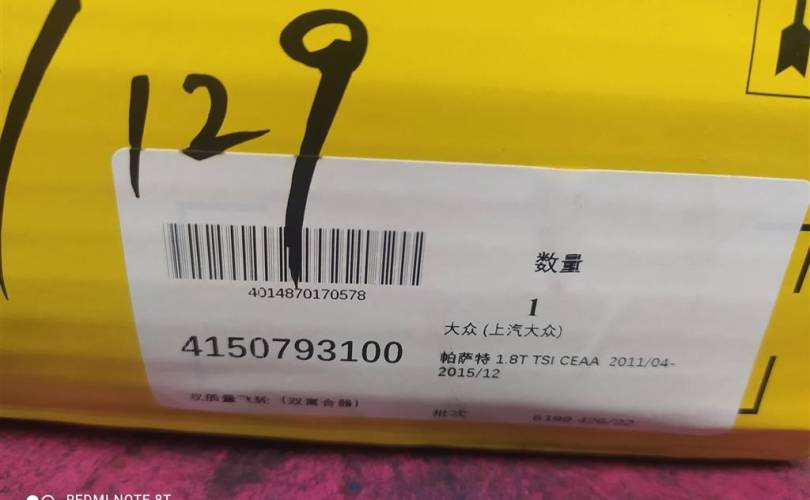 129
4014870170578
数量
1
4150793100
大众 (上汽大众)
帕萨特 1.8T TSI CEAA 2011/04-
2015/12
双质量飞轮 (双离合器)
批次
REDMI NOTE 8T